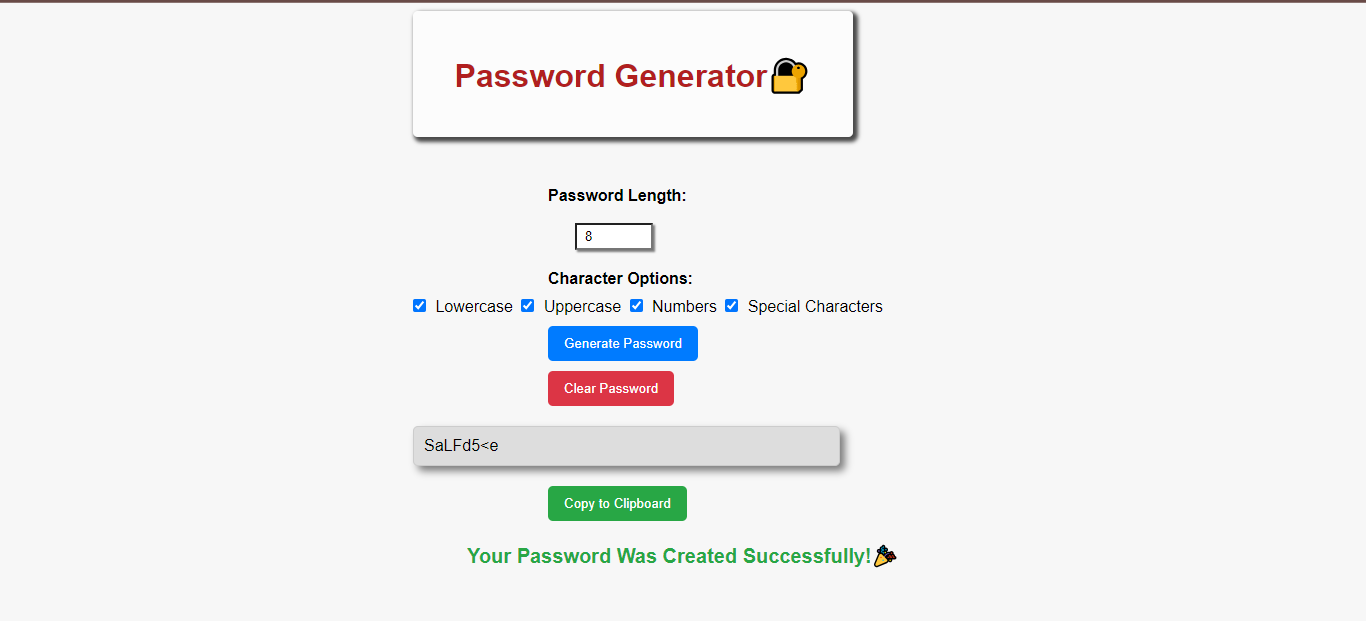 Password Generator🔐
Password Length:
8
Character Options:
Lowercase Uppercase Numbers Special Characters
Generate Password
Clear Password
SaLFd5<e
Copy to Clipboard
Your Password Was Created Successfully!🎉